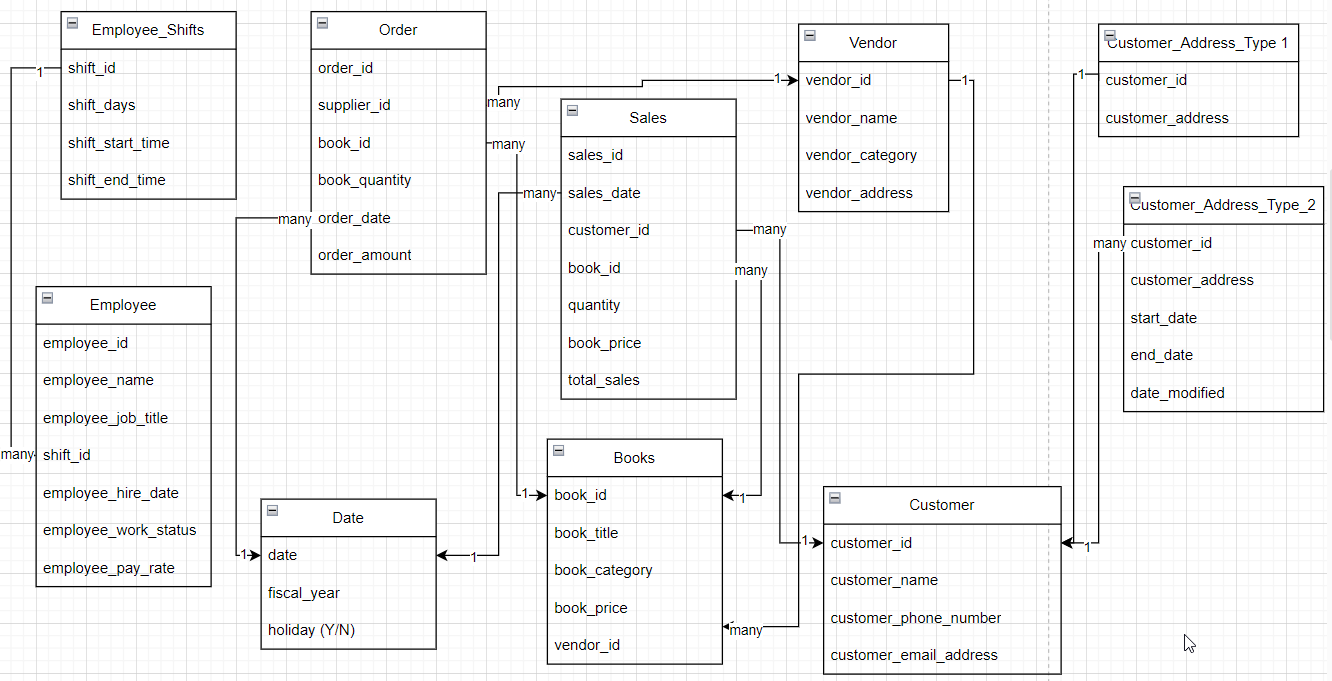 Employee_Shifts
shift_id
shift_days
shift_start_time
shift_end_time
1
Order
order_id
supplier_id
book_id
book_quantity
order_date
order_amount
many
many
many
Sales
sales_id
sales_date
customer_id
book_id
quantity
book_price
total_sales
many
many
many
Vendor
vendor_id
vendor_name
vendor_category
vendor_address
1
1
Customer_Address_Type 1
customer_id
customer_address
1
Customer_Address_Type_2
customer_id
customer_address
start_date
end_date
date_modified
many
Employee
employee_id
employee_name
employee_job_title
shift_id
employee_hire_date
employee_work_status
employee_pay_rate
many
Date
date
fiscal_year
holiday (Y/N)
1
1
Books
book_id
book_title
book_category
book_price
vendor_id
1
1
many
Customer
customer_id
customer_name
customer_phone_number
customer_email_address
1
1